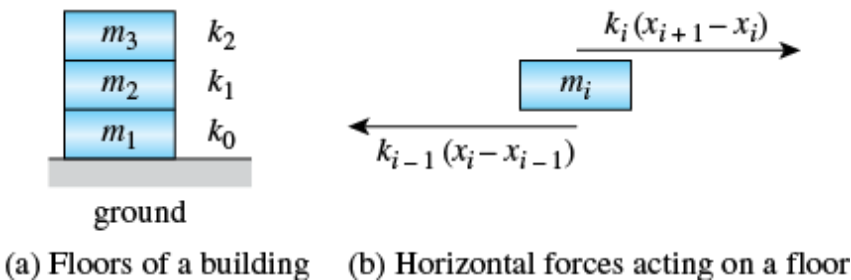 m₃ k₂
m₂ k₁
m₁ k₀
ground
(a) Floors of a building
kᵢ(xᵢ₊₁ − xᵢ)
mᵢ
kᵢ₋₁(xᵢ − xᵢ₋₁)
(b) Horizontal forces acting on a floor